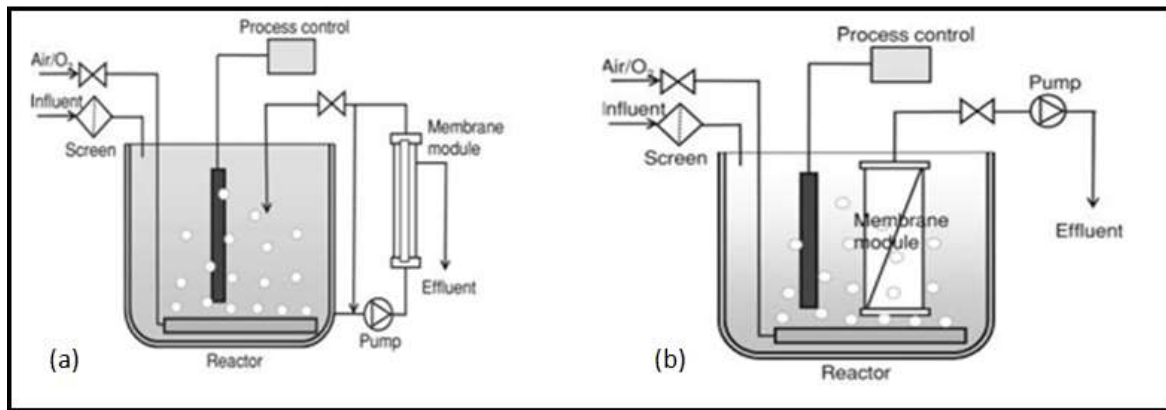 Process control
Air/O₂
Influent
Screen
Membrane
module
Effluent
Pump
Reactor
(a)
Process control
Air/O₂
Influent
Screen
Pump
Membrane
module
Effluent
Reactor
(b)